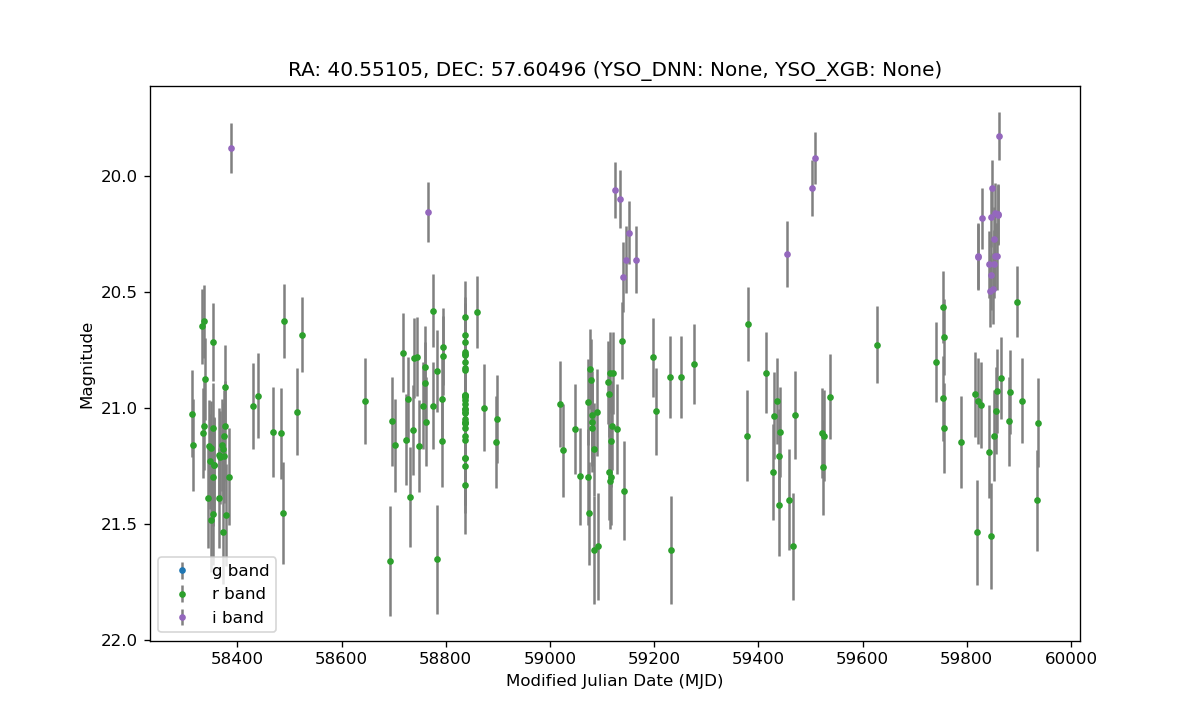 RA: 40.55105, DEC: 57.60496 (YSO_DNN: None, YSO_XGB: None)
20.0
20.5
21.0
21.5
22.0
Magnitude
g band
r band
i band
58400 58600 58800 59000 59200 59400 59600 59800 60000
Modified Julian Date (MJD)